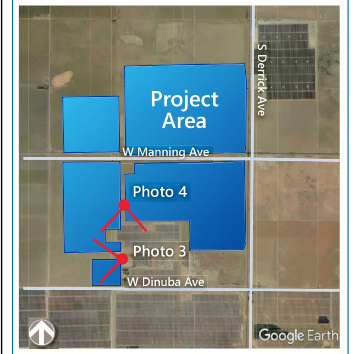 Project
Area
S Derrick Ave
W Manning Ave
Photo 4
Photo 3
W Dinuba Ave
Google Earth